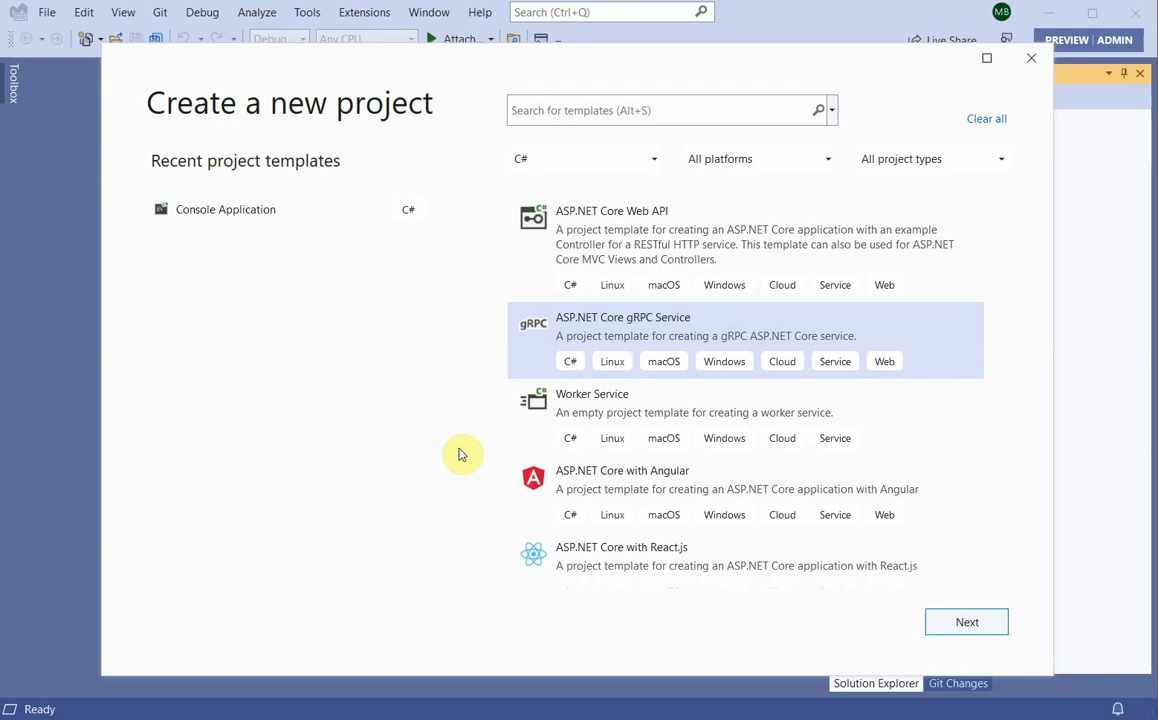 File Edit View Git Debug Analyze Tools Extensions Window Help Search (Ctrl+Q) MB
Debug Any CPU Attach... Live Share PREVIEW ADMIN
Toolbox
Create a new project
Search for templates (Alt+S)
Clear all
Recent project templates
C# All platforms All project types
Console Application C#
ASP.NET Core Web API
A project template for creating an ASP.NET Core application with an example
Controller for a RESTful HTTP service. This template can also be used for ASP.NET
Core MVC Views and Controllers.
C# Linux macOS Windows Cloud Service Web
gRPC ASP.NET Core gRPC Service
A project template for creating a gRPC ASP.NET Core service.
C# Linux macOS Windows Cloud Service Web
Worker Service
An empty project template for creating a worker service.
C# Linux macOS Windows Cloud Service
ASP.NET Core with Angular
A project template for creating an ASP.NET Core application with Angular
C# Linux macOS Windows Cloud Service Web
ASP.NET Core with React.js
A project template for creating an ASP.NET Core application with React.js
Next
Solution Explorer Git Changes
Ready